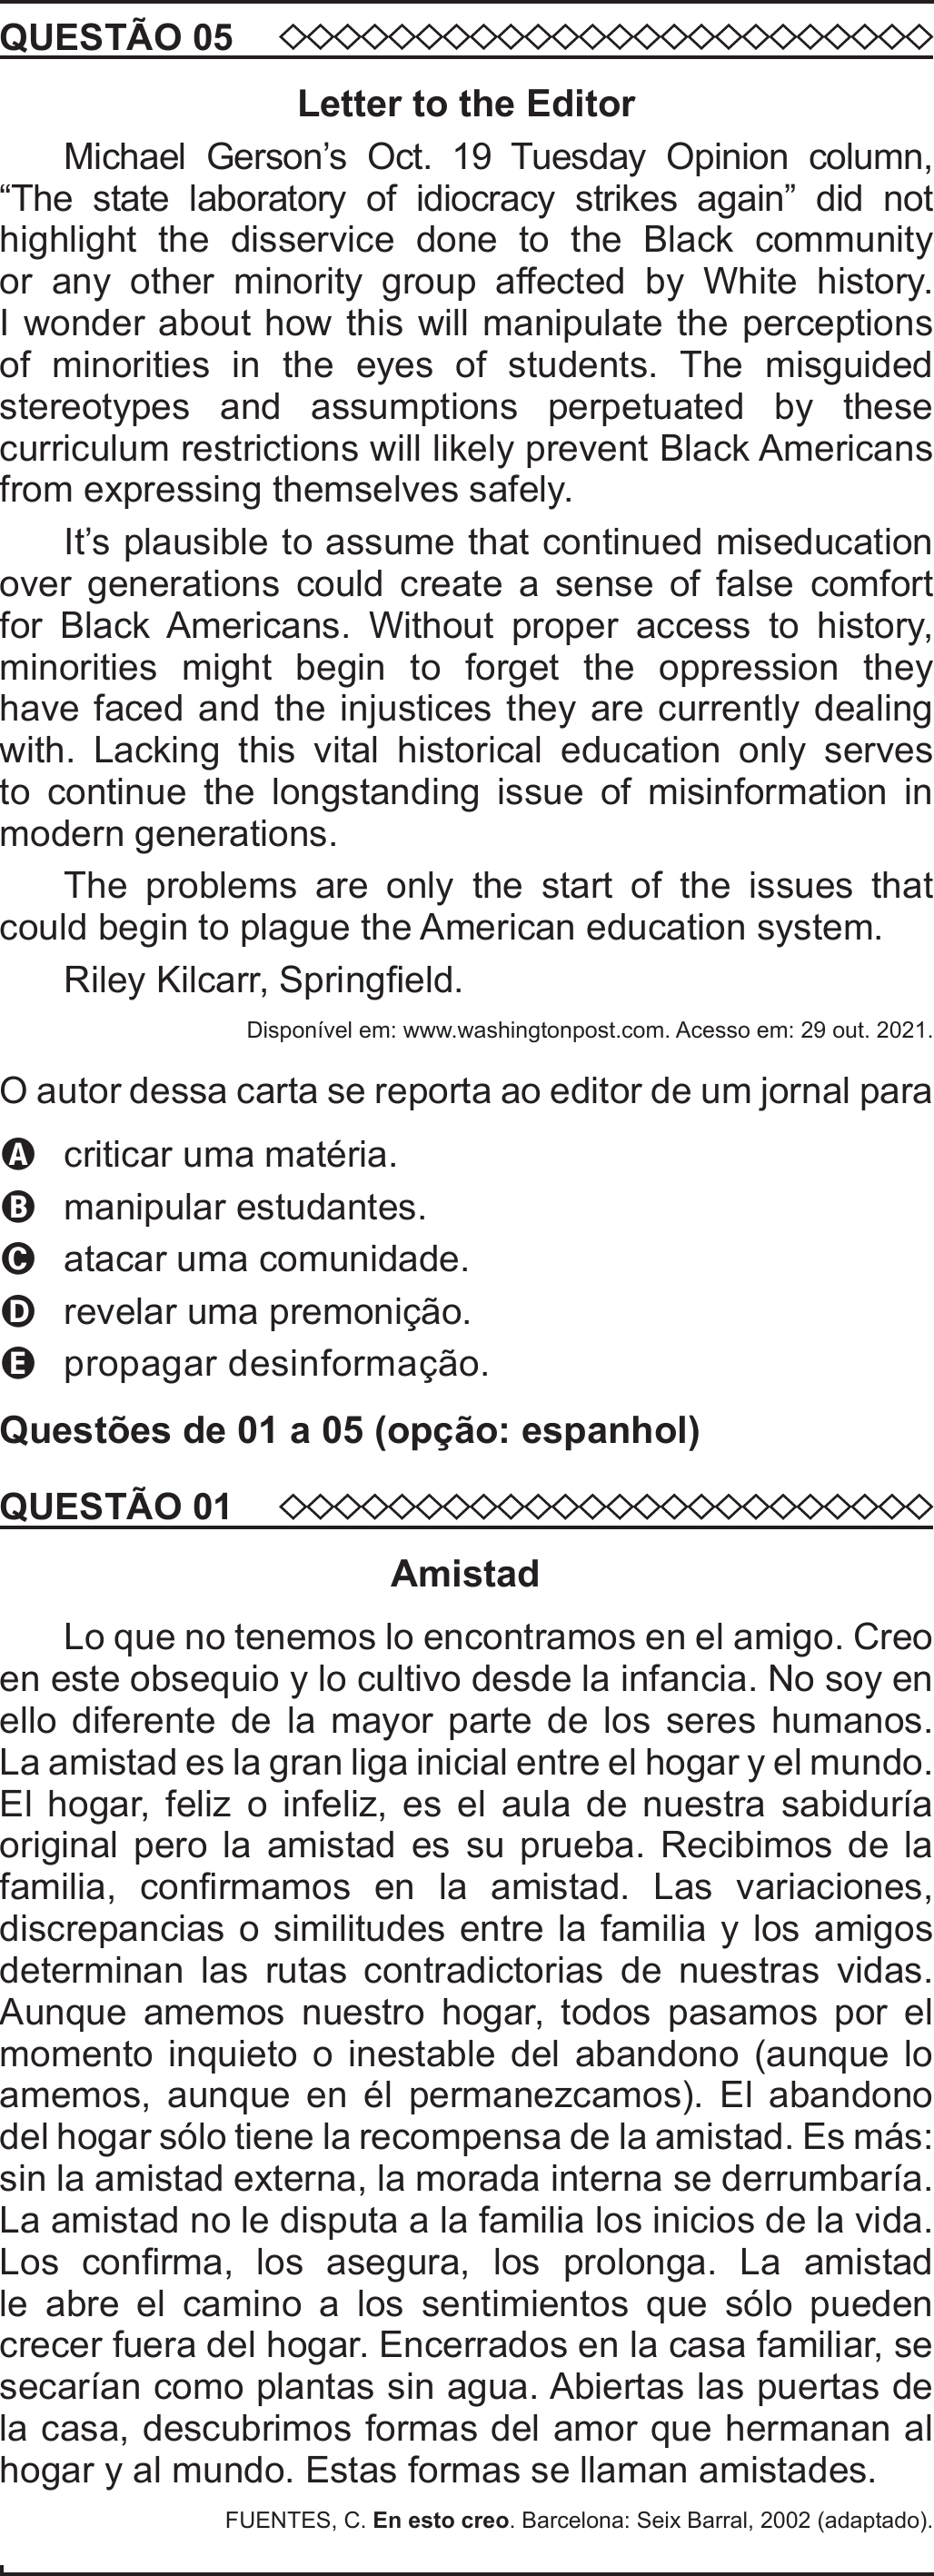 QUESTÃO 05
Letter to the Editor
Michael Gerson’s Oct. 19 Tuesday Opinion column,
“The state laboratory of idiocracy strikes again” did not
highlight the disservice done to the Black community
or any other minority group affected by White history.
I wonder about how this will manipulate the perceptions
of minorities in the eyes of students. The misguided
stereotypes and assumptions perpetuated by these
curriculum restrictions will likely prevent Black Americans
from expressing themselves safely.
It’s plausible to assume that continued miseducation
over generations could create a sense of false comfort
for Black Americans. Without proper access to history,
minorities might begin to forget the oppression they
have faced and the injustices they are currently dealing
with. Lacking this vital historical education only serves
to continue the longstanding issue of misinformation in
modern generations.
The problems are only the start of the issues that
could begin to plague the American education system.
Riley Kilcarr, Springfield.
Disponível em: www.washingtonpost.com. Acesso em: 29 out. 2021.
O autor dessa carta se reporta ao editor de um jornal para
A criticar uma matéria.
B manipular estudantes.
C atacar uma comunidade.
D revelar uma premonição.
E propagar desinformação.
Questões de 01 a 05 (opção: espanhol)
QUESTÃO 01
Amistad
Lo que no tenemos lo encontramos en el amigo. Creo
en este obsequio y lo cultivo desde la infancia. No soy en
ello diferente de la mayor parte de los seres humanos.
La amistad es la gran liga inicial entre el hogar y el mundo.
El hogar, feliz o infeliz, es el aula de nuestra sabiduría
original pero la amistad es su prueba. Recibimos de la
familia, confirmamos en la amistad. Las variaciones,
discrepancias o similitudes entre la familia y los amigos
determinan las rutas contradictorias de nuestras vidas.
Aunque amemos nuestro hogar, todos pasamos por el
momento inquieto o inestable del abandono (aunque lo
amemos, aunque en él permanezcamos). El abandono
del hogar sólo tiene la recompensa de la amistad. Es más:
sin la amistad externa, la morada interna se derrumbaría.
La amistad no le disputa a la familia los inicios de la vida.
Los confirma, los asegura, los prolonga. La amistad
le abre el camino a los sentimientos que sólo pueden
crecer fuera del hogar. Encerrados en la casa familiar, se
secarían como plantas sin agua. Abiertas las puertas de
la casa, descubrimos formas del amor que hermanan al
hogar y al mundo. Estas formas se llaman amistades.
FUENTES, C. En esto creo. Barcelona: Seix Barral, 2002 (adaptado).